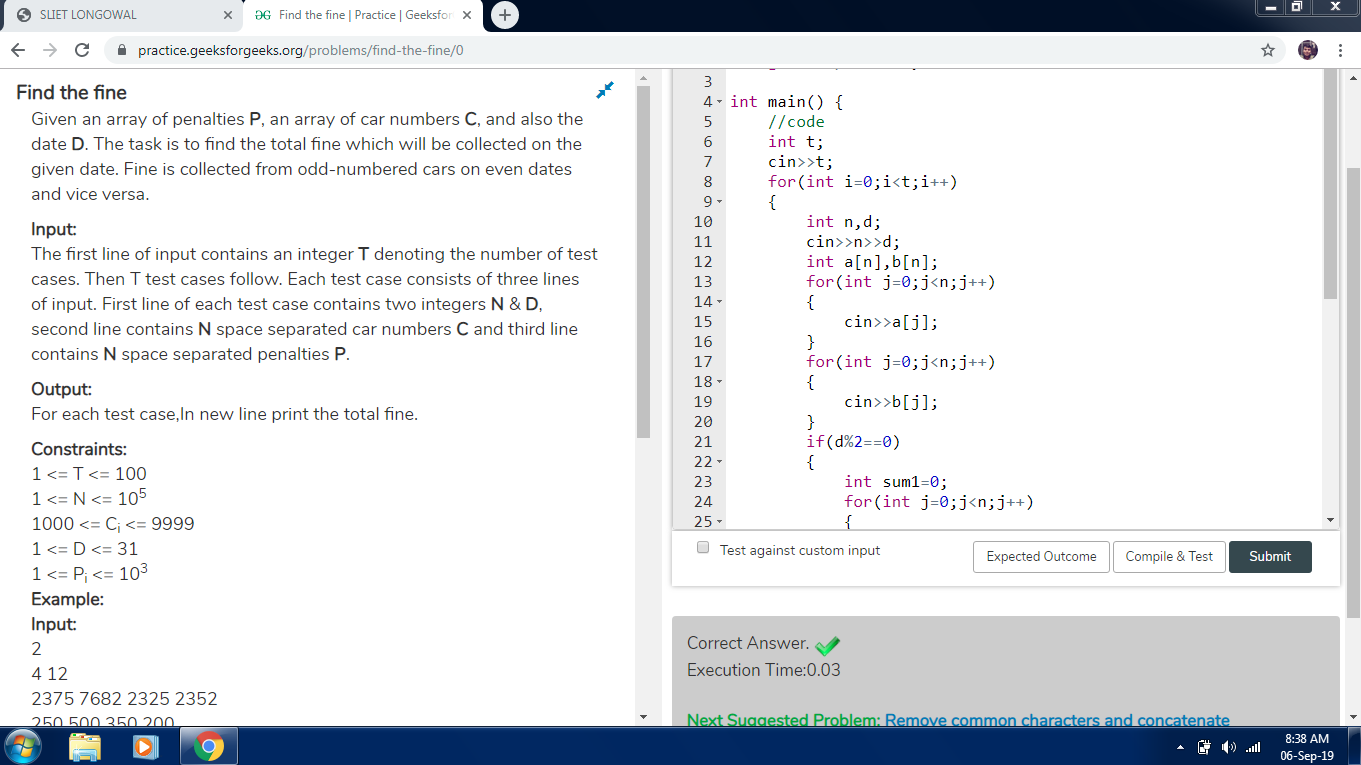 SLIET LONGOWAL
Find the fine | Practice | Geeksfor
practice.geeksforgeeks.org/problems/find-the-fine/0
Find the fine
Given an array of penalties P, an array of car numbers C, and also the
date D. The task is to find the total fine which will be collected on the
given date. Fine is collected from odd-numbered cars on even dates
and vice versa.
Input:
The first line of input contains an integer T denoting the number of test
cases. Then T test cases follow. Each test case consists of three lines
of input. First line of each test case contains two integers N & D,
second line contains N space separated car numbers C and third line
contains N space separated penalties P.
Output:
For each test case,In new line print the total fine.
Constraints:
1 <= T <= 100
1 <= N <= 10^5
1000 <= C_i <= 9999
1 <= D <= 31
1 <= P_i <= 10^3
Example:
Input:
2
4 12
2375 7682 2325 2352
250 500 350 200
3
4 int main() {
5 //code
6 int t;
7 cin>>t;
8 for(int i=0;i<t;i++)
9 {
10 int n,d;
11 cin>>n>>d;
12 int a[n],b[n];
13 for(int j=0;j<n;j++)
14 {
15 cin>>a[j];
16 }
17 for(int j=0;j<n;j++)
18 {
19 cin>>b[j];
20 }
21 if(d%2==0)
22 {
23 int sum1=0;
24 for(int j=0;j<n;j++)
25 {
Test against custom input
Expected Outcome
Compile & Test
Submit
Correct Answer.
Execution Time:0.03
Next Suggested Problem: Remove common characters and concatenate
8:38 AM
06-Sep-19